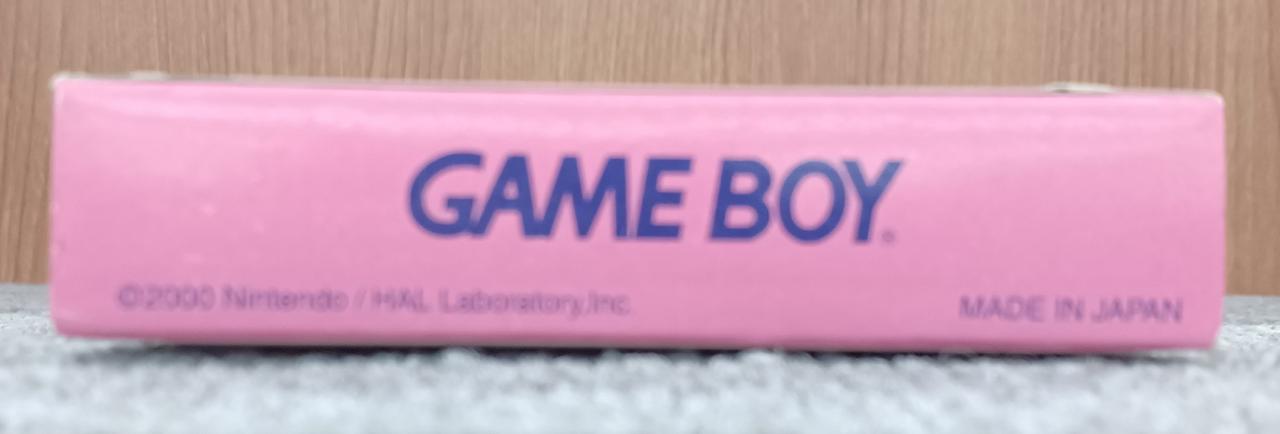 GAME BOY
©2000 Nintendo / HAL Laboratory,Inc.
MADE IN JAPAN